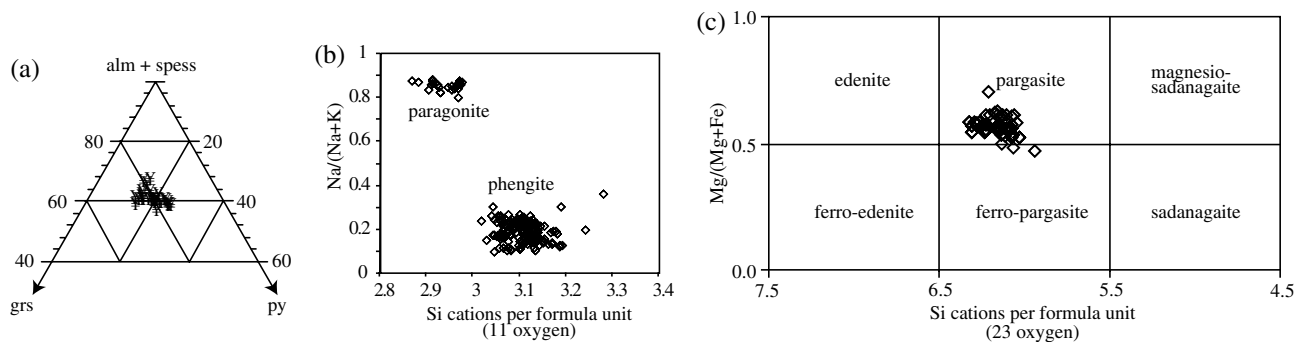 (a)
alm + spess
80
20
60
40
40
60
grs
py
(b)
1
0.8
0.6
0.4
0.2
0
Na/(Na+K)
paragonite
phengite
2.8 2.9 3 3.1 3.2 3.3 3.4
Si cations per formula unit
(11 oxygen)
(c)
1.0
0.5
0.0
Mg/(Mg+Fe)
edenite
pargasite
magnesio-
sadanagaite
ferro-edenite
ferro-pargasite
sadanagaite
7.5 6.5 5.5 4.5
Si cations per formula unit
(23 oxygen)